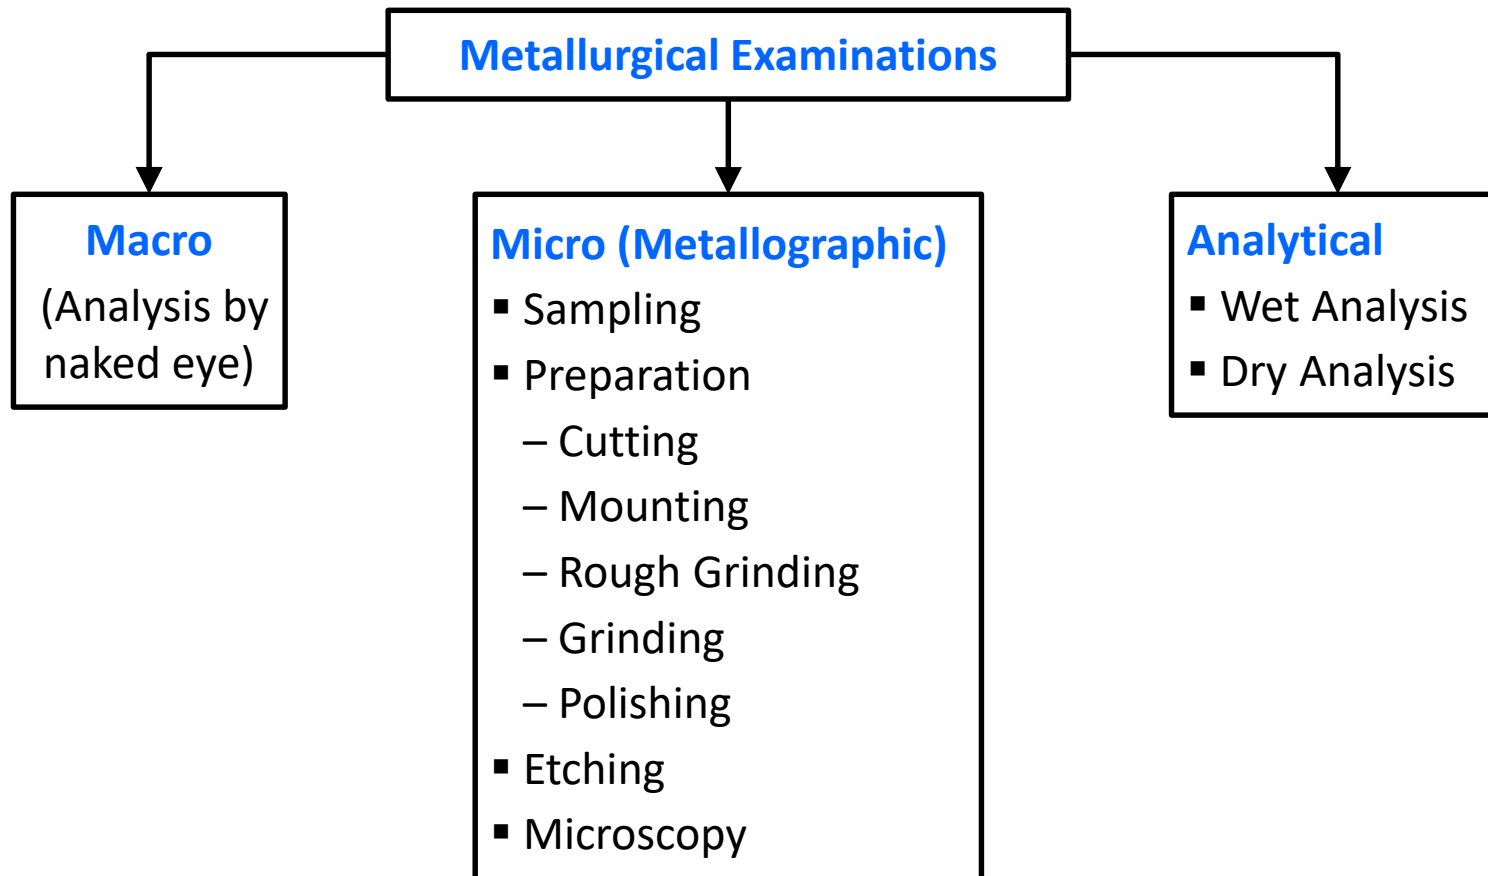 Metallurgical Examinations
Macro
(Analysis by
naked eye)
Micro (Metallographic)
▪ Sampling
▪ Preparation
– Cutting
– Mounting
– Rough Grinding
– Grinding
– Polishing
▪ Etching
▪ Microscopy
Analytical
▪ Wet Analysis
▪ Dry Analysis